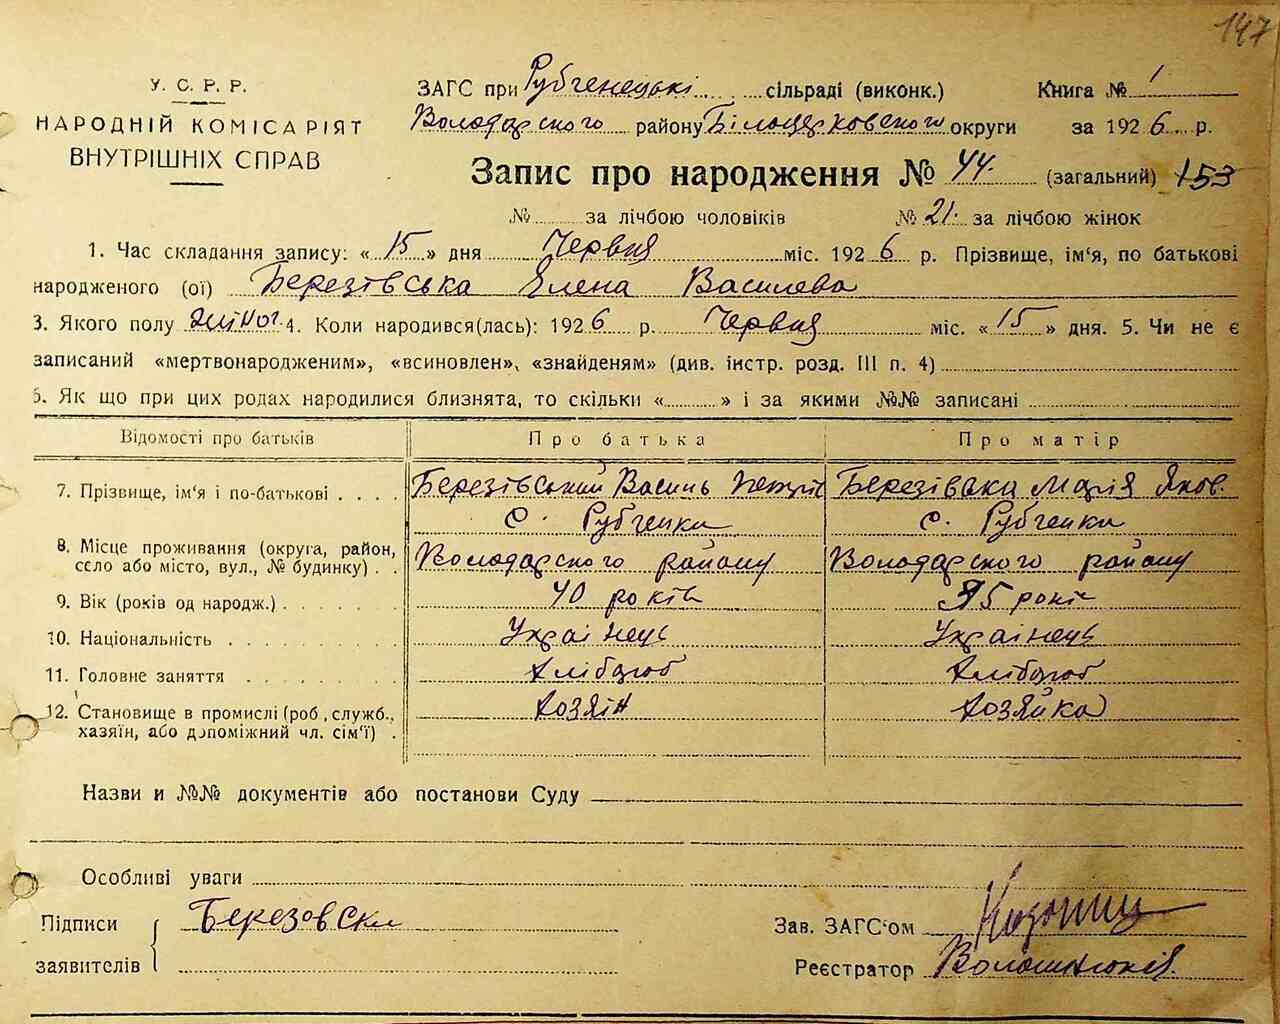 147
У. С. Р. Р.
НАРОДНІЙ КОМІСАРІЯТ
ВНУТРІШНІХ СПРАВ
ЗАГС при Рубченецькі сільраді (виконк.) Книга № 1
Володарського району Білоцерковського округи за 1926 р.
Запис про народження № 44. (загальний) 153
№ за лічбою чоловіків № 21. за лічбою жінок
1. Час складання запису: «15» дня Червня міс. 1926 р. Прізвище, ім'я, по батькові
народженого (ої) Березівська Елена Василева
3. Якого полу жіноч. 4. Коли народився(лась): 1926 р. Червня міс. «15» дня. 5. Чи не є
записаний «мертвонародженим», «всиновлен», «знайденям» (див. інстр. розд. III п. 4)
6. Як що при цих родах народилися близнята, то скільки « » і за якими №№ записані
Відомості про батьків Про батька Про матір
7. Прізвище, ім'я і по-батькові . . . . Березівський Василь Петрів Березівська Марія Яков.
с. Рубченки с. Рубченки
8. Місце проживання (округа, район,
село або місто, вул., № будинку) . . Володарского району Володарского району
9. Вік (років од народж.) . . . . . . 40 років 35 років
10. Національність . . . . . . . . Українець Українець
11. Головне заняття . . . . . . Хлібороб Хлібороб
12. Становище в промислі (роб., служб., Хозяін Хозяйка
хазяїн, або допоміжний чл. сім'ї) .
Назви и №№ документів або постанови Суду
Особливі уваги
Підписи Березовски Зав. ЗАГС'ом
заявителів Реєстратор